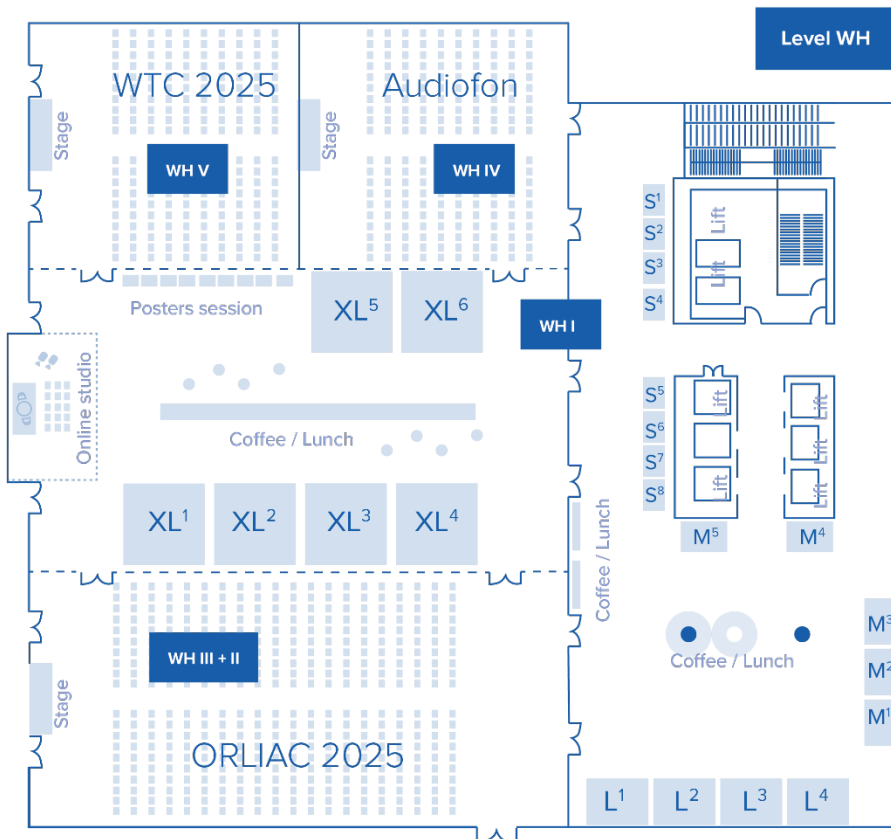 Level WH
WTC 2025
Audiofon
Stage
Stage
WH V
WH IV
S¹
S²
S³
S⁴
Lift
Lift
Posters session
XL⁵
XL⁶
WH I
Online studio
Coffee / Lunch
S⁵
S⁶
S⁷
S⁸
Lift
Lift
Lift
Lift
Lift
XL¹
XL²
XL³
XL⁴
M⁵
M⁴
Coffee / Lunch
WH III + II
Stage
ORLIAC 2025
Coffee / Lunch
M³
M²
M¹
L¹
L²
L³
L⁴